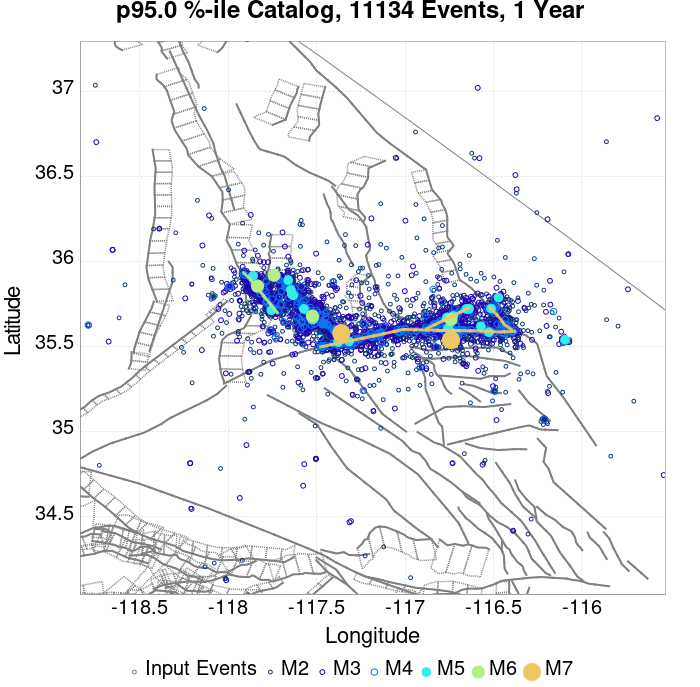 p95.0 %-ile Catalog, 11134 Events, 1 Year
37
36.5
36
35.5
35
34.5
Latitude
-118.5 -118 -117.5 -117 -116.5 -116
Longitude
Input Events M2 M3 M4 M5 M6 M7